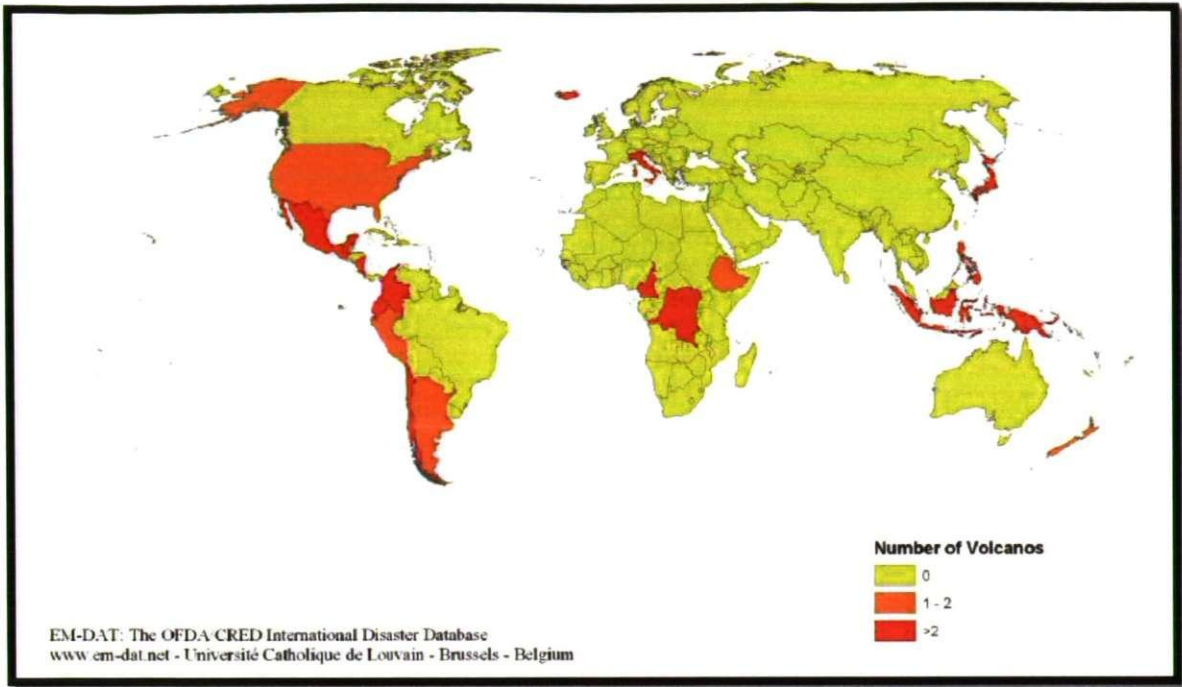 Number of Volcanos
0
1 - 2
>2
EM-DAT: The OFDA/CRED International Disaster Database
www.em-dat.net - Université Catholique de Louvain - Brussels - Belgium